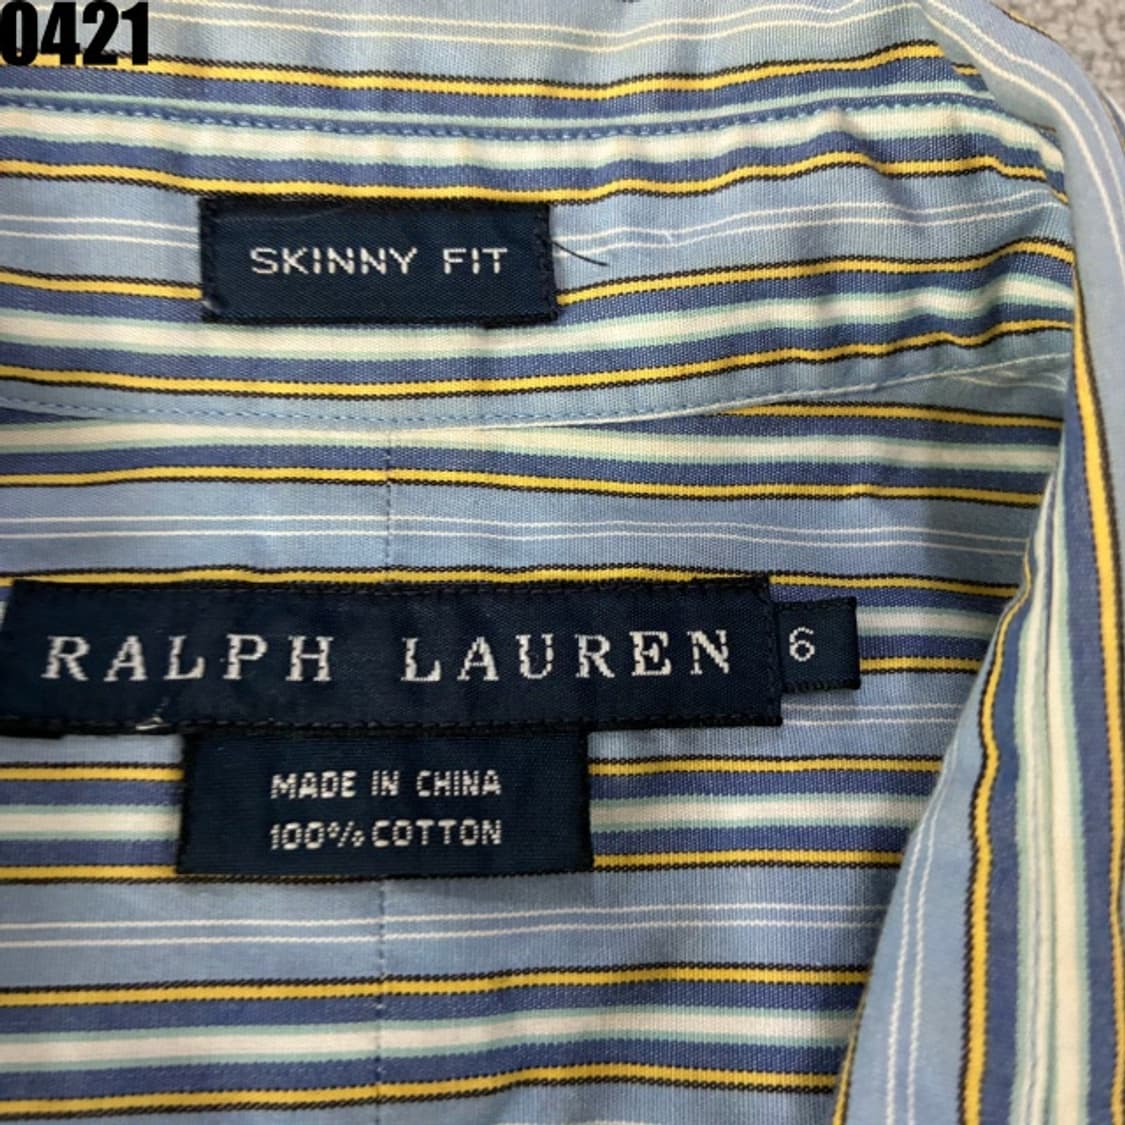 0421
SKINNY FIT
RALPH LAUREN 6
MADE IN CHINA
100% COTTON